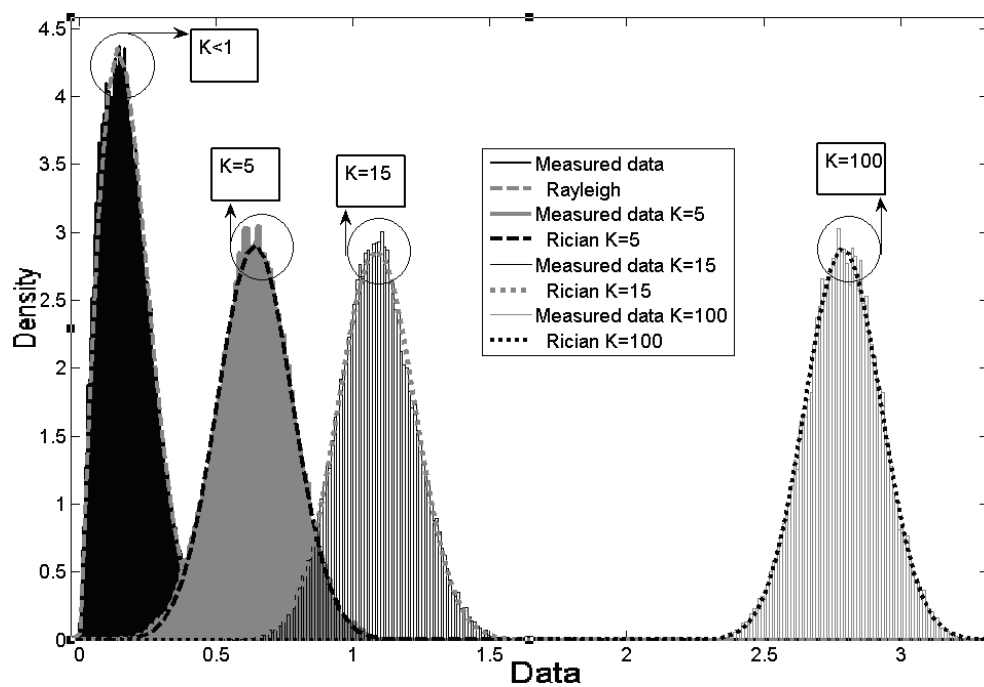 K<1
K=5
K=15
K=100
Measured data
Rayleigh
Measured data K=5
Rician K=5
Measured data K=15
Rician K=15
Measured data K=100
Rician K=100
Density
4.5
4
3.5
3
2.5
2
1.5
1
0.5
0
0
0.5
1
1.5
2
2.5
3
Data